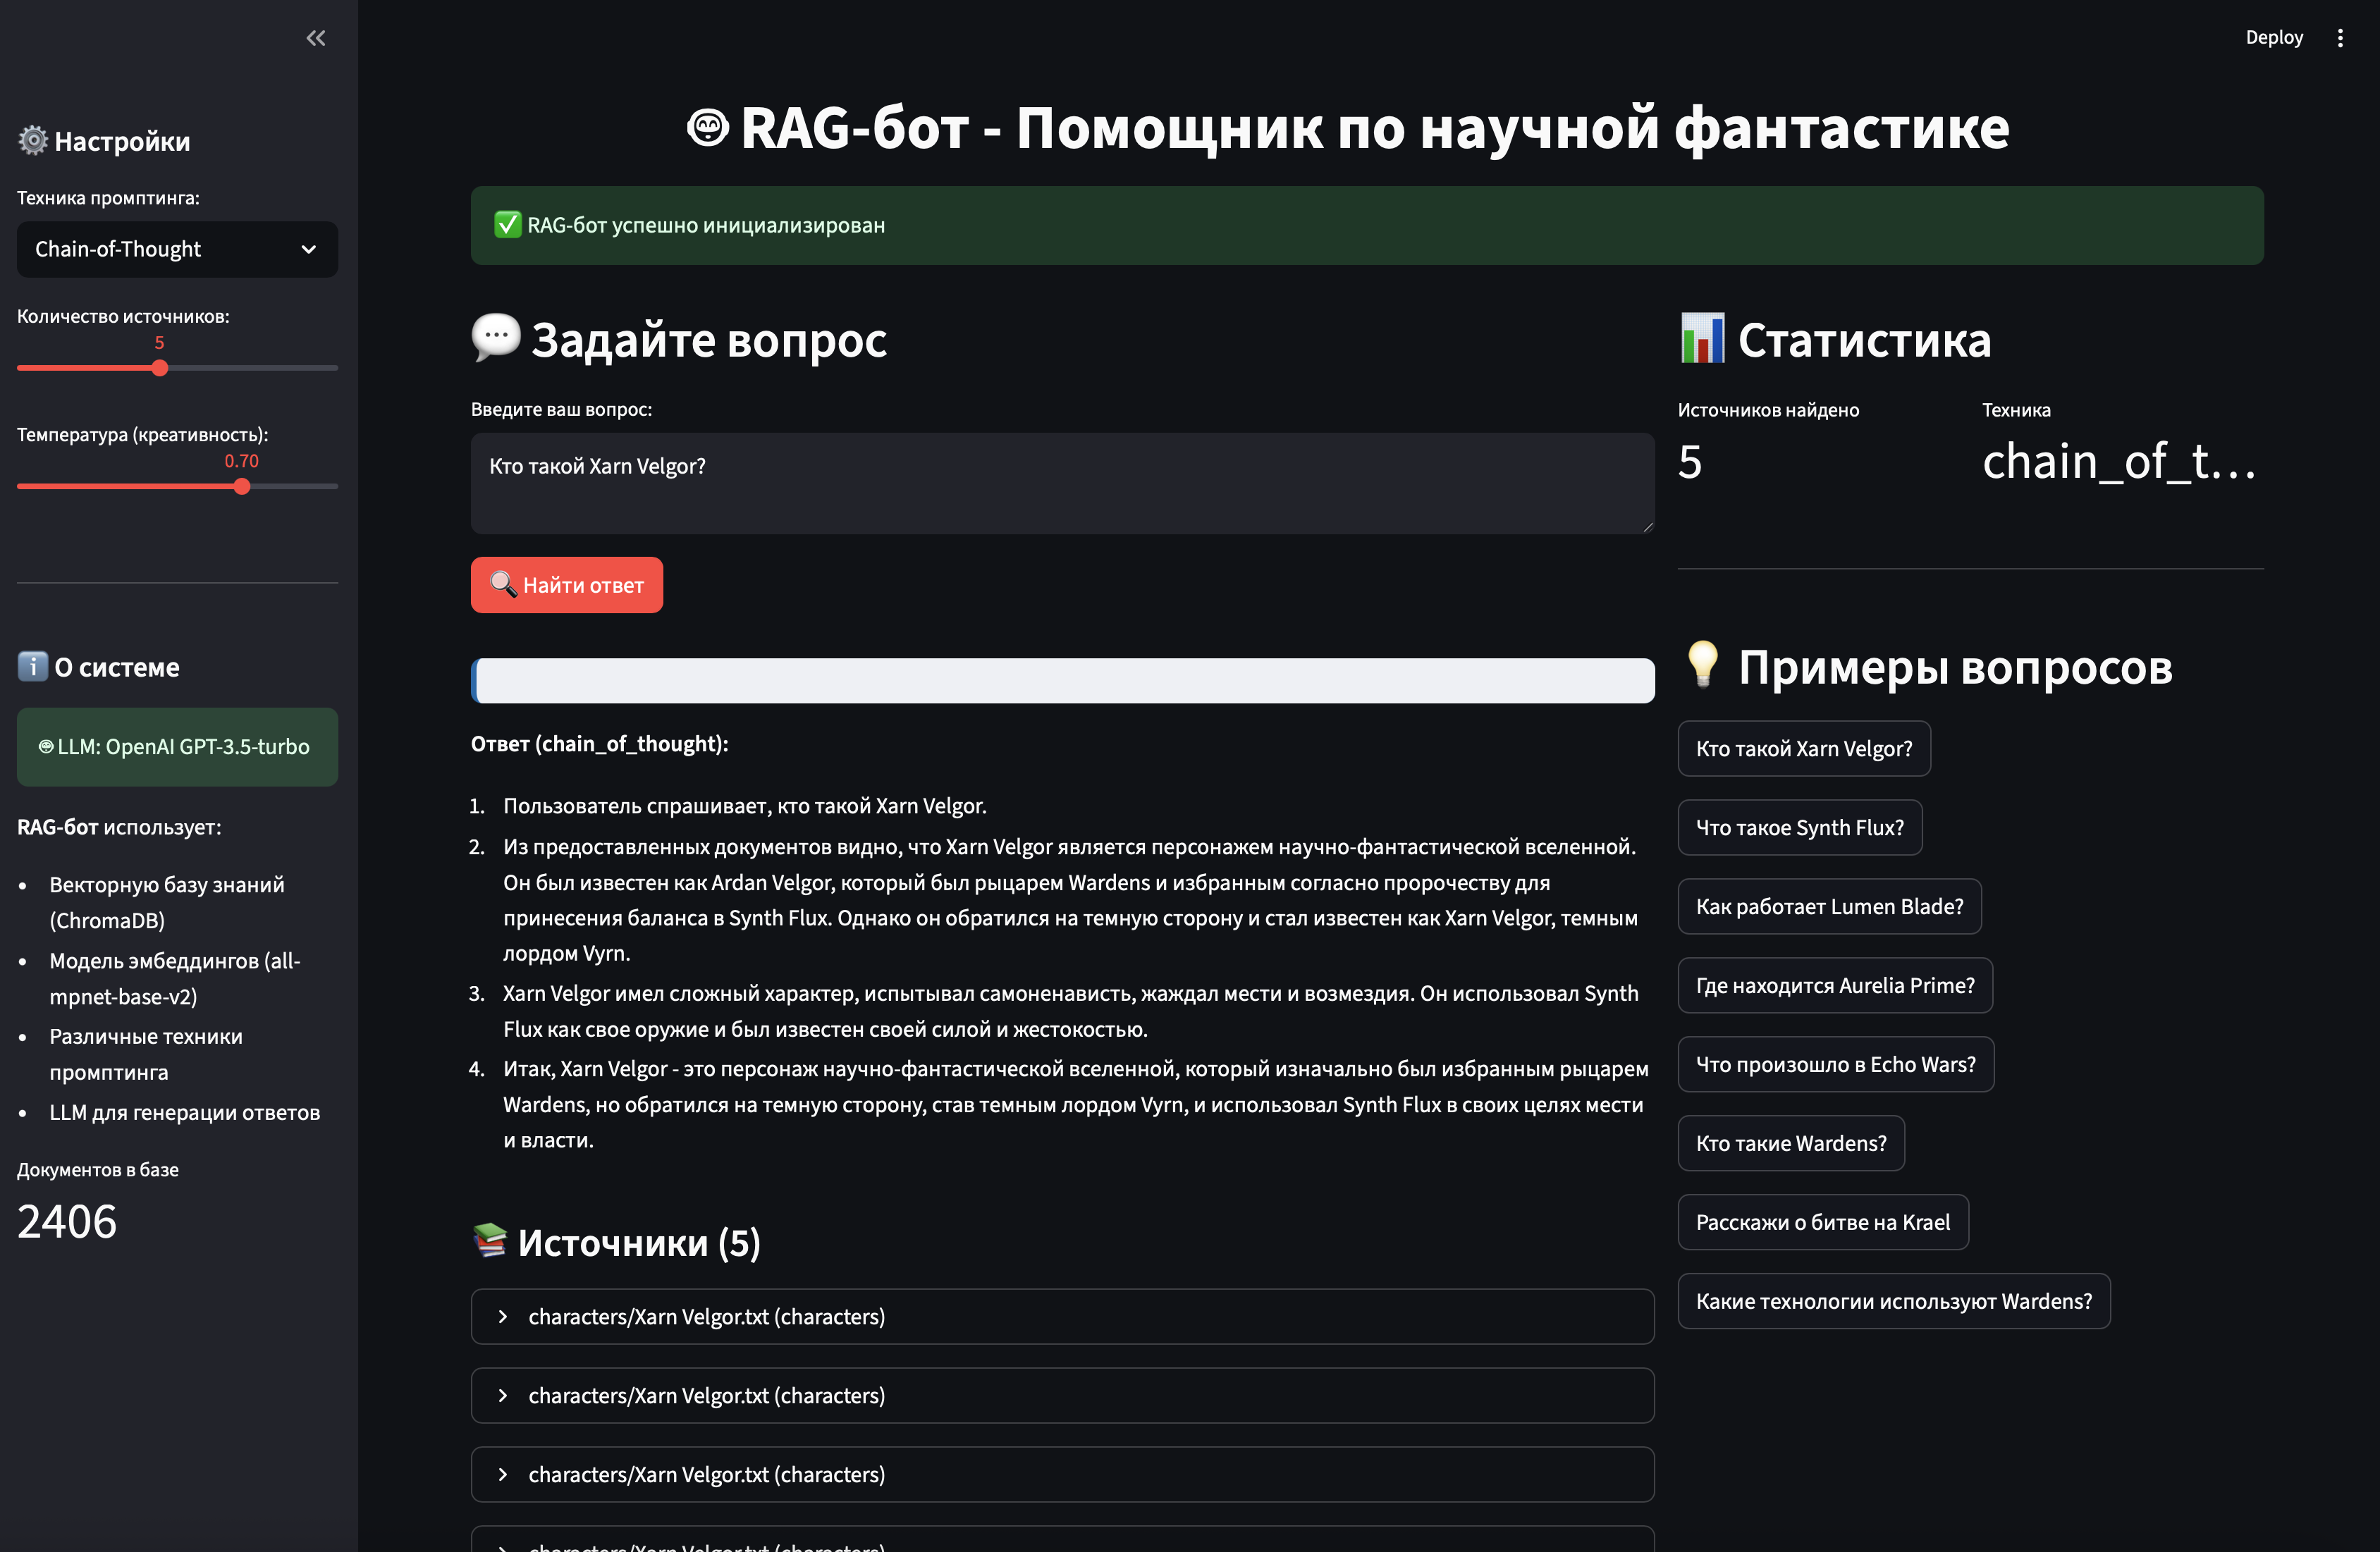 Deploy
⚙️ Настройки
Техника промптинга:
Chain-of-Thought
Количество источников:
5
Температура (креативность):
0.70
ℹ️ О системе
LLM: OpenAI GPT-3.5-turbo
RAG-бот использует:
• Векторную базу знаний
(ChromaDB)
• Модель эмбеддингов (all-
mpnet-base-v2)
• Различные техники
промптинга
• LLM для генерации ответов
Документов в базе
2406
RAG-бот - Помощник по научной фантастике
✅ RAG-бот успешно инициализирован
💬 Задайте вопрос
Введите ваш вопрос:
Кто такой Xarn Velgor?
🔍 Найти ответ
Ответ (chain_of_thought):
1. Пользователь спрашивает, кто такой Xarn Velgor.
2. Из предоставленных документов видно, что Xarn Velgor является персонажем научно-фантастической вселенной.
Он был известен как Ardan Velgor, который был рыцарем Wardens и избранным согласно пророчеству для
принесения баланса в Synth Flux. Однако он обратился на темную сторону и стал известен как Xarn Velgor, темным
лордом Vyrn.
3. Xarn Velgor имел сложный характер, испытывал самоненависть, жаждал мести и возмездия. Он использовал Synth
Flux как свое оружие и был известен своей силой и жестокостью.
4. Итак, Xarn Velgor - это персонаж научно-фантастической вселенной, который изначально был избранным рыцарем
Wardens, но обратился на темную сторону, став темным лордом Vyrn, и использовал Synth Flux в своих целях мести
и власти.
📚 Источники (5)
characters/Xarn Velgor.txt (characters)
characters/Xarn Velgor.txt (characters)
characters/Xarn Velgor.txt (characters)
characters/Xarn Velgor.txt (characters)
📊 Статистика
Источников найдено
5
Техника
chain_of_t...
💡 Примеры вопросов
Кто такой Xarn Velgor?
Что такое Synth Flux?
Как работает Lumen Blade?
Где находится Aurelia Prime?
Что произошло в Echo Wars?
Кто такие Wardens?
Расскажи о битве на Krael
Какие технологии используют Wardens?